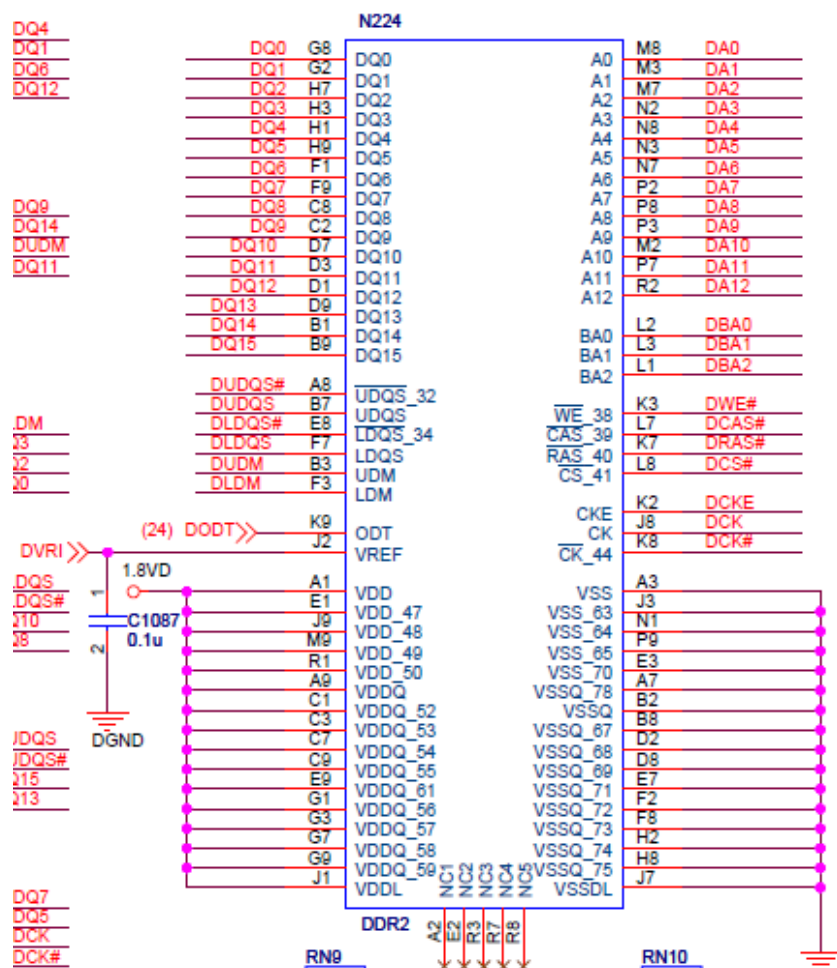 N224
DQ4
DQ1
DQ6
DQ12
DQ9
DQ14
DUDM
DQ11
DQ0 G8 DQ0 A0 M8 DA0
DQ1 G2 DQ1 A1 M3 DA1
DQ2 H7 DQ2 A2 M7 DA2
DQ3 H3 DQ3 A3 N2 DA3
DQ4 H1 DQ4 A4 N8 DA4
DQ5 H9 DQ5 A5 N3 DA5
DQ6 F1 DQ6 A6 N7 DA6
DQ7 F9 DQ7 A7 P2 DA7
DQ8 C8 DQ8 A8 P8 DA8
DQ9 C2 DQ9 A9 P3 DA9
DQ10 D7 DQ10 A10 M2 DA10
DQ11 D3 DQ11 A11 P7 DA11
DQ12 D1 DQ12 A12 R2 DA12
DQ13 D9 DQ13
DQ14 B1 DQ14 BA0 L2 DBA0
DQ15 B9 DQ15 BA1 L3 DBA1
BA2 L1 DBA2
DUDQS# A8 UDQS_32
DUDQS B7 UDQS WE_38 K3 DWE#
DLDQS# E8 LDQS_34 CAS_39 L7 DCAS#
DLDQS F7 LDQS RAS_40 K7 DRAS#
DUDM B3 UDM CS_41 L8 DCS#
DLDM F3 LDM
CKE K2 DCKE
(24) DODT K9 ODT CK J8 DCK
DVRI J2 VREF CK_44 K8 DCK#
1.8VD A1 VDD VSS A3
E1 VDD_47 VSS_63 J3
J9 VDD_48 VSS_64 N1
M9 VDD_49 VSS_65 P9
R1 VDD_50 VSS_70 E3
A9 VDDQ VSSQ_78 A7
C1 VDDQ_52 VSSQ B2
C3 VDDQ_53 VSSQ_67 B8
C7 VDDQ_54 VSSQ_68 D2
C9 VDDQ_55 VSSQ_69 D8
E9 VDDQ_61 VSSQ_71 E7
G1 VDDQ_56 VSSQ_72 F2
G3 VDDQ_57 VSSQ_73 F8
G7 VDDQ_58 VSSQ_74 H2
G9 VDDQ_59 VSSQ_75 H8
J1 VDDL VSSDL J7
1
C1087
0.1u
2
DGND
NC1 NC2 NC3 NC4 NC5
DDR2
A2 E2 R3 R7 R8
DQ7
DQ5
DCK
DCK#
RN9 RN10